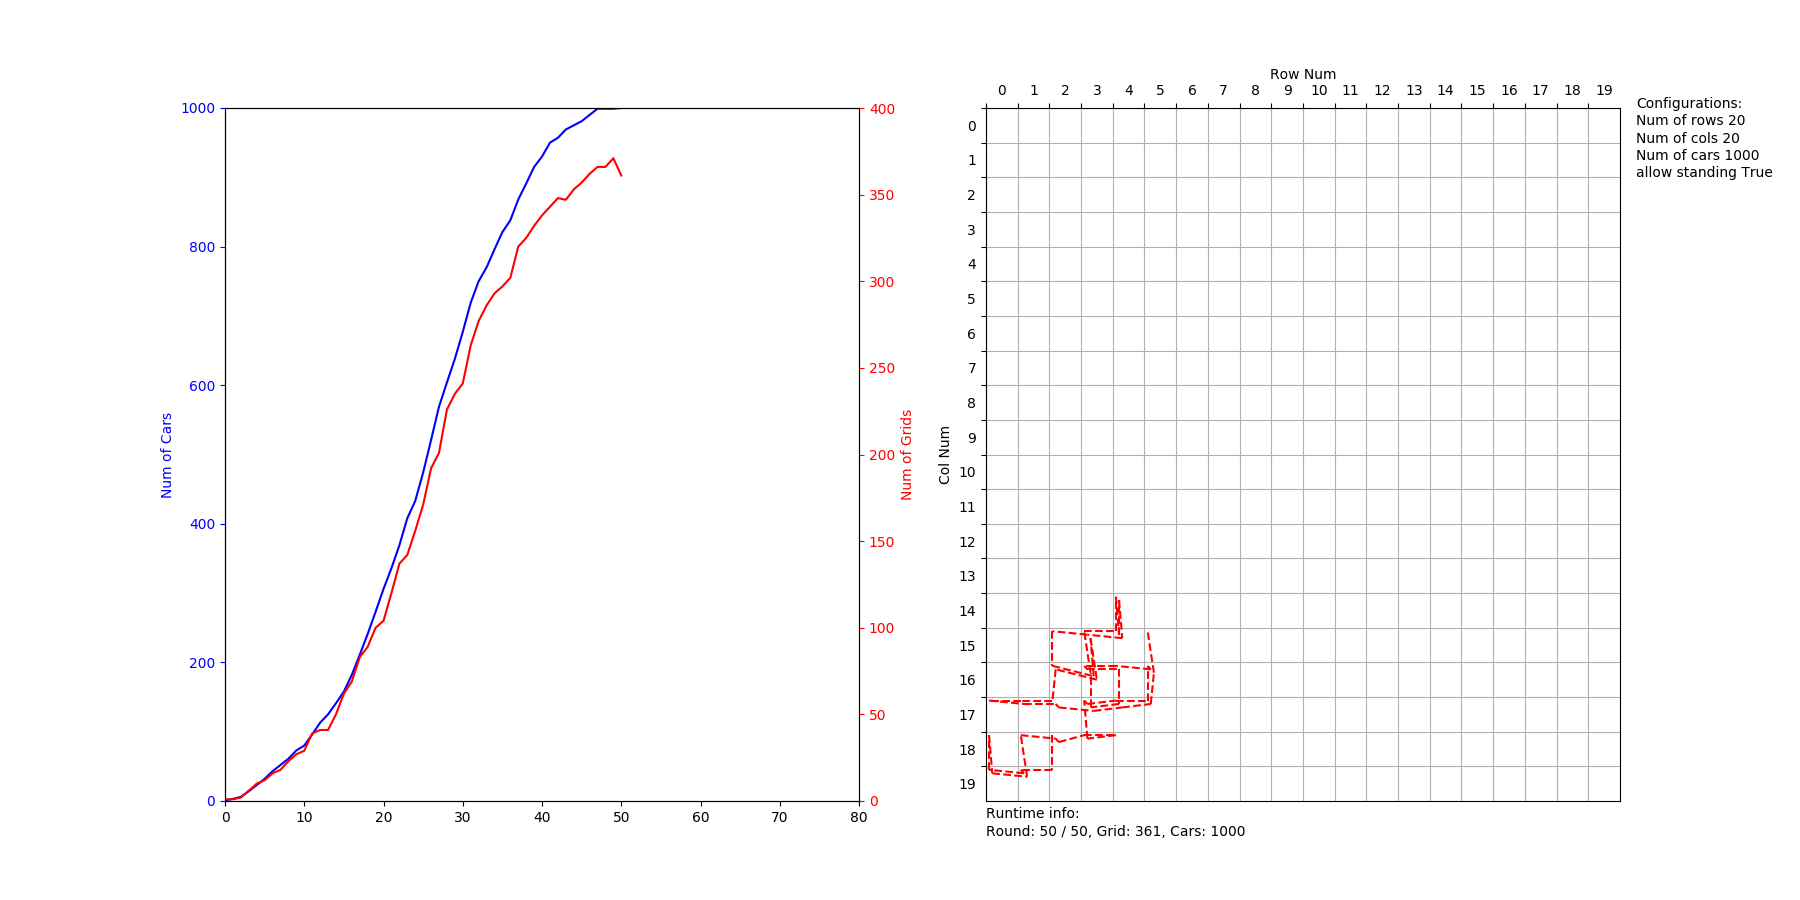 Num of Cars
1000
800
600
400
200
0
0 10 20 30 40 50 60 70 80
400
350
300
250
200
150
100
50
0
Num of Grids
Row Num
0 1 2 3 4 5 6 7 8 9 10 11 12 13 14 15 16 17 18 19
Col Num
0
1
2
3
4
5
6
7
8
9
10
11
12
13
14
15
16
17
18
19
Configurations:
Num of rows 20
Num of cols 20
Num of cars 1000
allow standing True
Runtime info:
Round: 50 / 50, Grid: 361, Cars: 1000